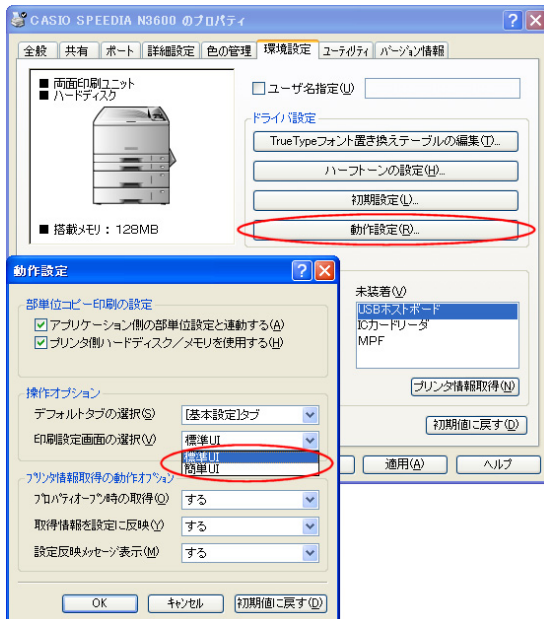 CASIO SPEEDIA N3600 のプロパティ
全般 共有 ポート 詳細設定 色の管理 環境設定 ユーティリティ バージョン情報
■ 両面印刷ユニット
■ ハードディスク
■ 搭載メモリ : 128MB
ユーザ名指定(U)
ドライバ設定
TrueTypeフォント置き換えテーブルの編集(T)...
ハーフトーンの設定(H)...
初期設定(L)...
動作設定(R)...
未装着(V)
USBホストボード
ICカードリーダ
MPF
プリンタ情報取得(N)
初期値に戻す(D)
適用(A) ヘルプ
動作設定
部単位コピー印刷の設定
アプリケーション側の部単位設定と連動する(A)
プリンタ側ハードディスク／メモリを使用する(H)
操作オプション
デフォルトタブの選択(S) [基本設定]タブ
印刷設定画面の選択(V) 標準UI
標準UI
簡単UI
プリンタ情報取得の動作オプション
プロパティオープン時の取得(O) する
取得情報を設定に反映(Y) する
設定反映メッセージ表示(M) する
OK キャンセル 初期値に戻す(D)